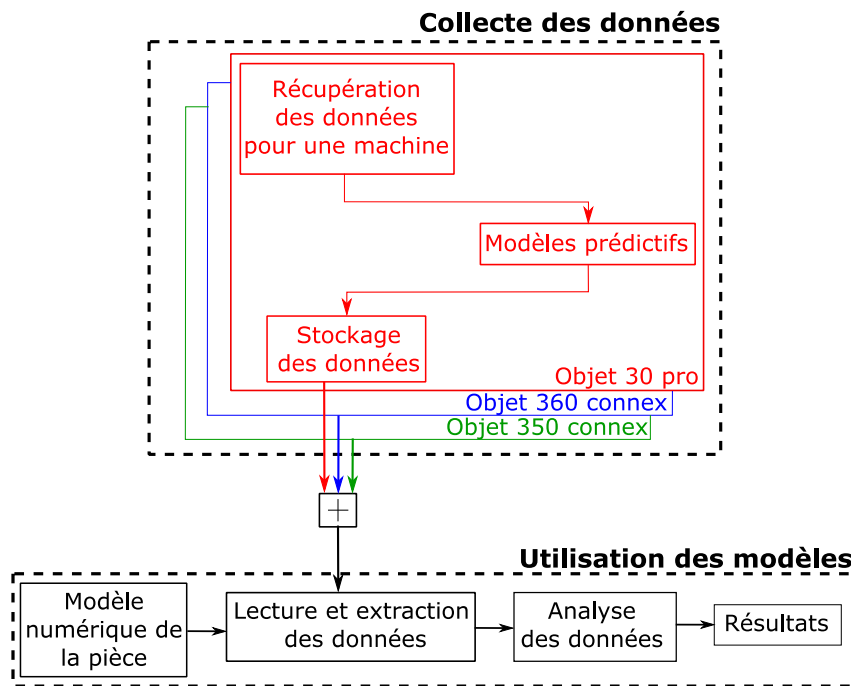 Collecte des données
Récupération
des données
pour une machine
Modèles prédictifs
Stockage
des données
Objet 30 pro
Objet 360 connex
Objet 350 connex
+
Utilisation des modèles
Modèle
numérique de
la pièce
Lecture et extraction
des données
Analyse
des données
Résultats